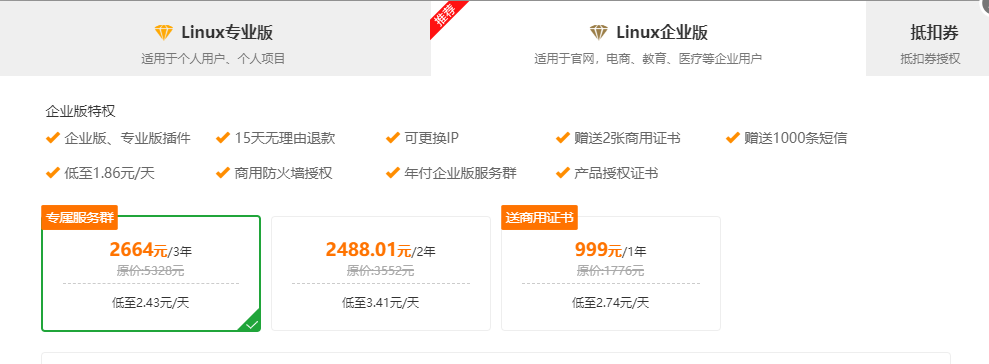 Linux专业版
适用于个人用户、个人项目
推荐
Linux企业版
适用于官网，电商、教育、医疗等企业用户
抵扣券
抵扣券授权
企业版特权
企业版、专业版插件
15天无理由退款
可更换IP
赠送2张商用证书
赠送1000条短信
低至1.86元/天
商用防火墙授权
年付企业版服务群
产品授权证书
专属服务群
2664元/3年
原价:5328元
低至2.43元/天
2488.01元/2年
原价:3552元
低至3.41元/天
送商用证书
999元/1年
原价:1776元
低至2.74元/天